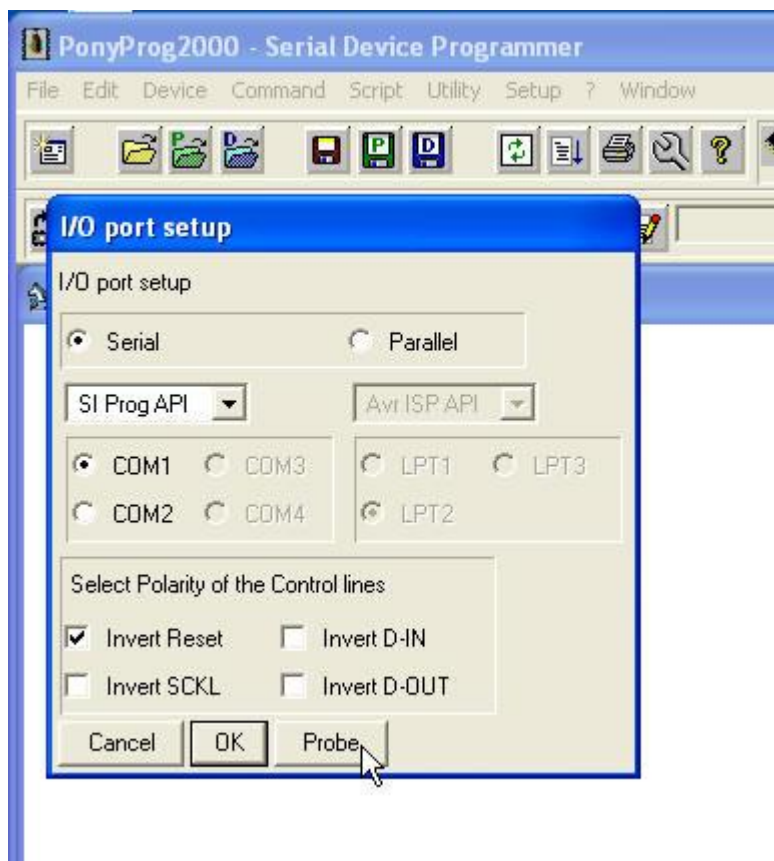 PonyProg2000 - Serial Device Programmer
File Edit Device Command Script Utility Setup ? Window
P D P D
I/O port setup
I/O port setup
Serial Parallel
SI Prog API Avr ISP API
COM1 COM3 LPT1 LPT3
COM2 COM4 LPT2
Select Polarity of the Control lines
Invert Reset Invert D-IN
Invert SCKL Invert D-OUT
Cancel OK Probe